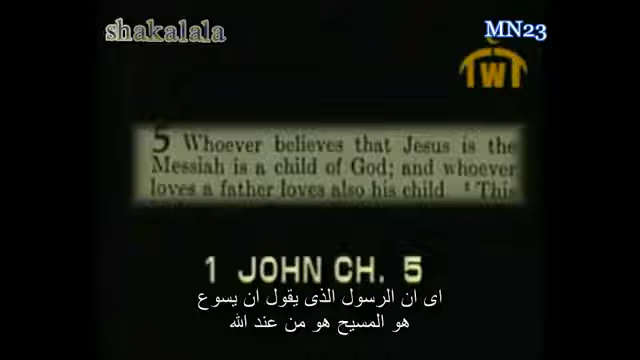 shakalala
MN23
TWT
5 Whoever believes that Jesus is the
Messiah is a child of God; and whoever
loves a father loves also his child. ² This
1 JOHN CH. 5
اى ان الرسول الذى يقول ان يسوع
هو المسيح هو من عند الله